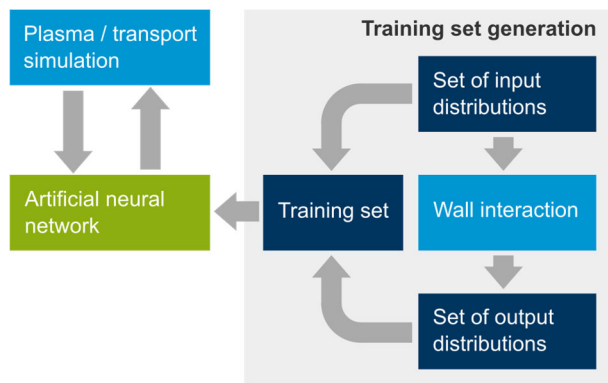 Plasma / transport
simulation
Training set generation
Set of input
distributions
Artificial neural
network
Training set
Wall interaction
Set of output
distributions